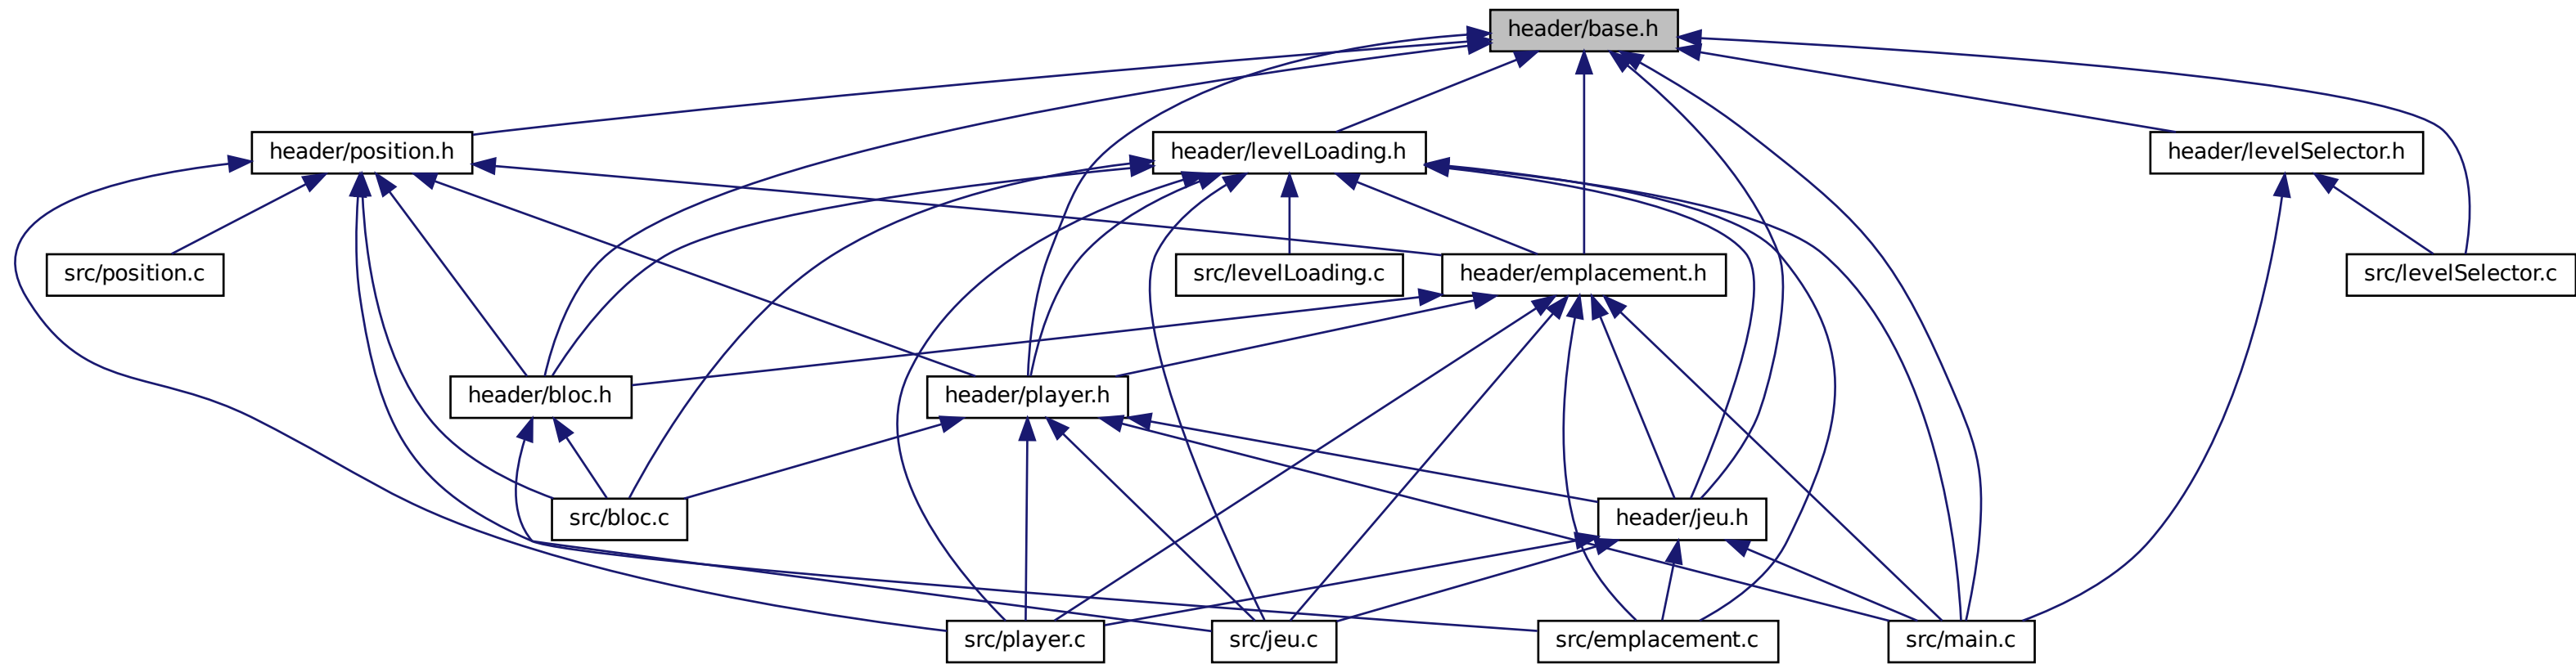 header/base.h
header/position.h
header/levelLoading.h
header/levelSelector.h
src/position.c
src/levelLoading.c
header/emplacement.h
src/levelSelector.c
header/bloc.h
header/player.h
src/bloc.c
header/jeu.h
src/player.c
src/jeu.c
src/emplacement.c
src/main.c